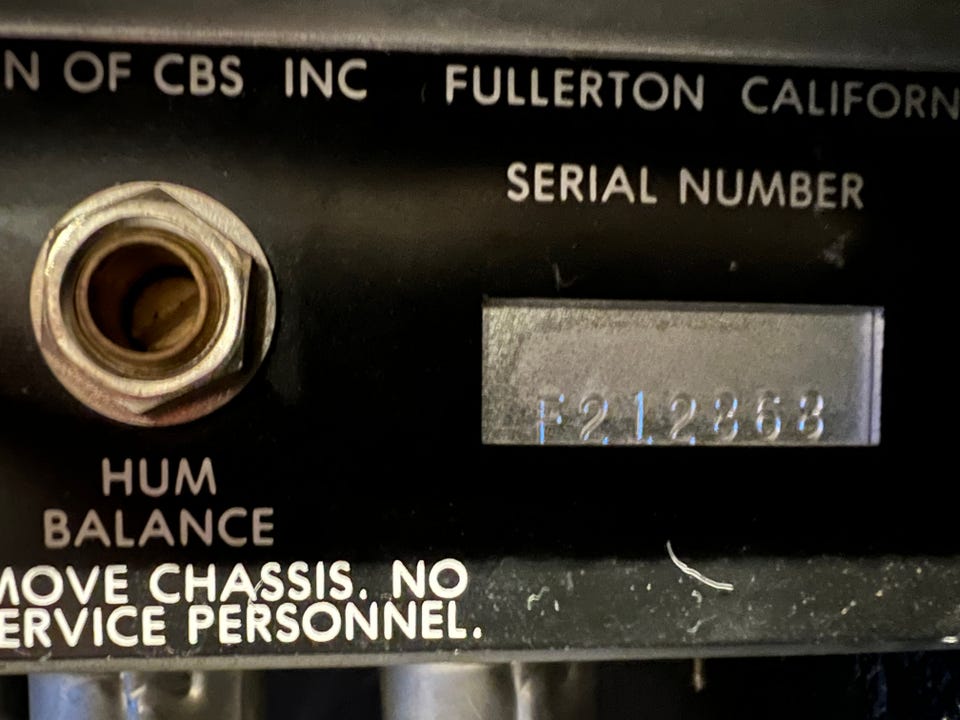 N OF CBS INC FULLERTON CALIFORN
SERIAL NUMBER
F212868
HUM
BALANCE
MOVE CHASSIS. NO
ERVICE PERSONNEL.